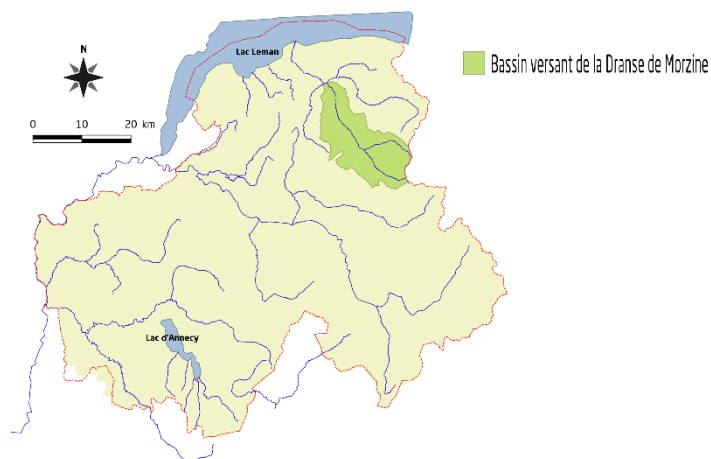 Lac Leman
Bassin versant de la Dranse de Morzine
N
0 10 20 km
Lac d'Annecy